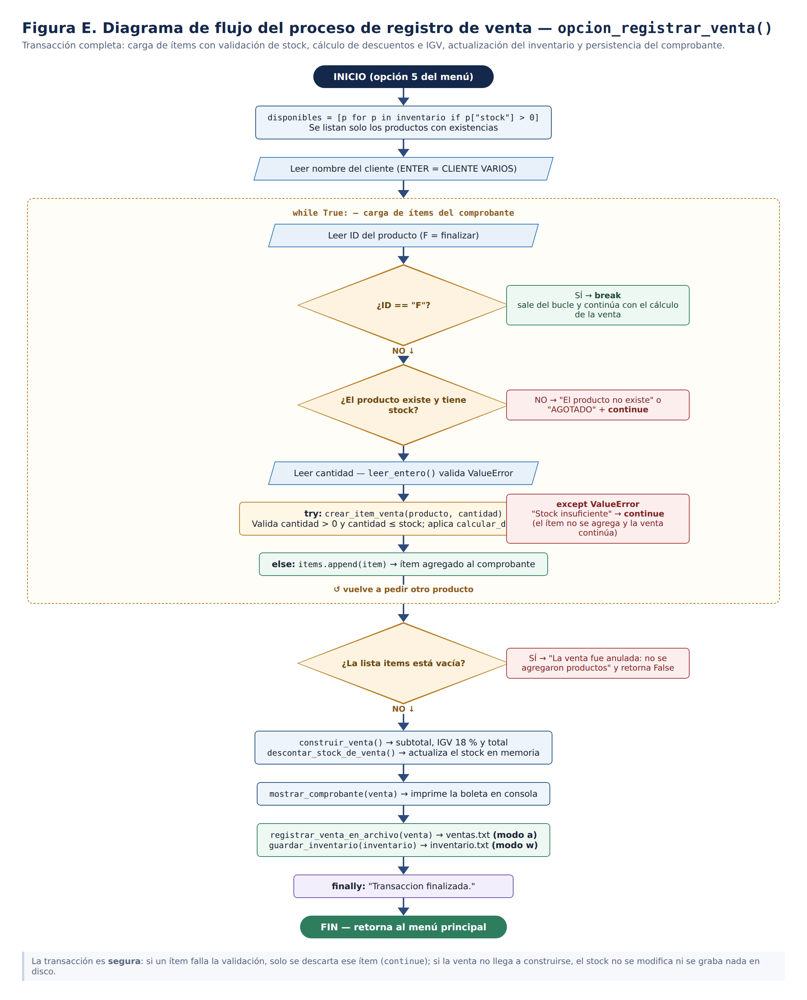 Figura E. Diagrama de flujo del proceso de registro de venta — opcion_registrar_venta()
Transacción completa: carga de ítems con validación de stock, cálculo de descuentos e IGV, actualización del inventario y persistencia del comprobante.
INICIO (opción 5 del menú)
disponibles = [p for p in inventario if p["stock"] > 0]
Se listan solo los productos con existencias
Leer nombre del cliente (ENTER = CLIENTE VARIOS)
while True: — carga de ítems del comprobante
Leer ID del producto (F = finalizar)
¿ID == "F"?
SÍ → break
sale del bucle y continúa con el cálculo
de la venta
NO ↓
¿El producto existe y tiene
stock?
NO → "El producto no existe" o
"AGOTADO" + continue
Leer cantidad — leer_entero() valida ValueError
try: crear_item_venta(producto, cantidad)
Valida cantidad > 0 y cantidad ≤ stock; aplica calcular_d
except ValueError
"Stock insuficiente" → continue
(el ítem no se agrega y la venta
continúa)
else: items.append(item) → ítem agregado al comprobante
↺ vuelve a pedir otro producto
¿La lista items está vacía?
SÍ → "La venta fue anulada: no se
agregaron productos" y retorna False
NO ↓
construir_venta() → subtotal, IGV 18 % y total
descontar_stock_de_venta() → actualiza el stock en memoria
mostrar_comprobante(venta) → imprime la boleta en consola
registrar_venta_en_archivo(venta) → ventas.txt (modo a)
guardar_inventario(inventario) → inventario.txt (modo w)
finally: "Transaccion finalizada."
FIN — retorna al menú principal
La transacción es segura: si un ítem falla la validación, solo se descarta ese ítem (continue); si la venta no llega a construirse, el stock no se modifica ni se graba nada en
disco.